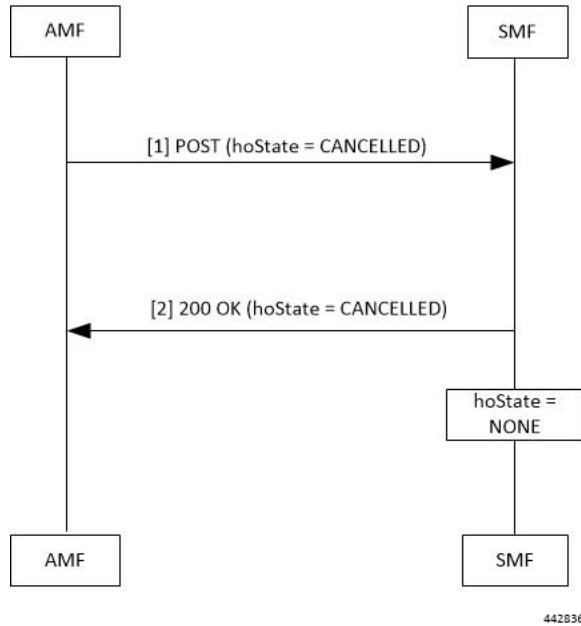 AMF
SMF
[1] POST (hoState = CANCELLED)
[2] 200 OK (hoState = CANCELLED)
hoState =
NONE
AMF
SMF
442836